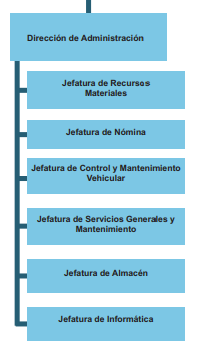 Dirección de Administración
Jefatura de Recursos
Materiales
Jefatura de Nómina
Jefatura de Control y Mantenimiento
Vehicular
Jefatura de Servicios Generales y
Mantenimiento
Jefatura de Almacén
Jefatura de Informática